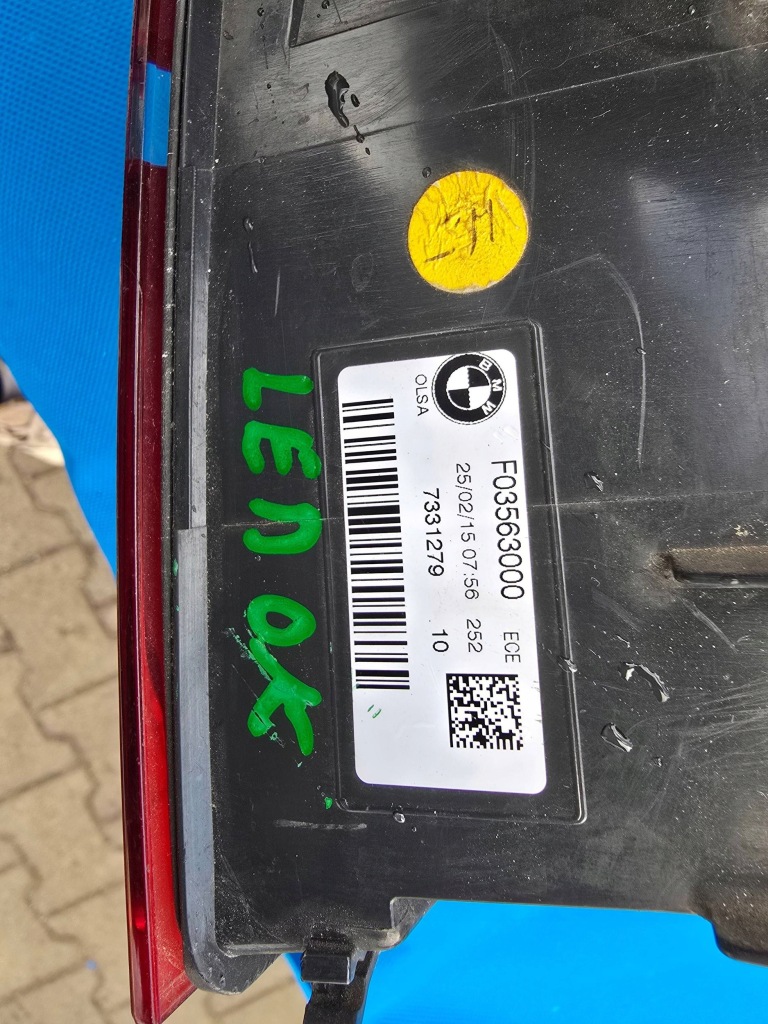 BMW
OLSA
F03563000 ECE
25/02/15 07:56 252
7331279 10
LEN OK